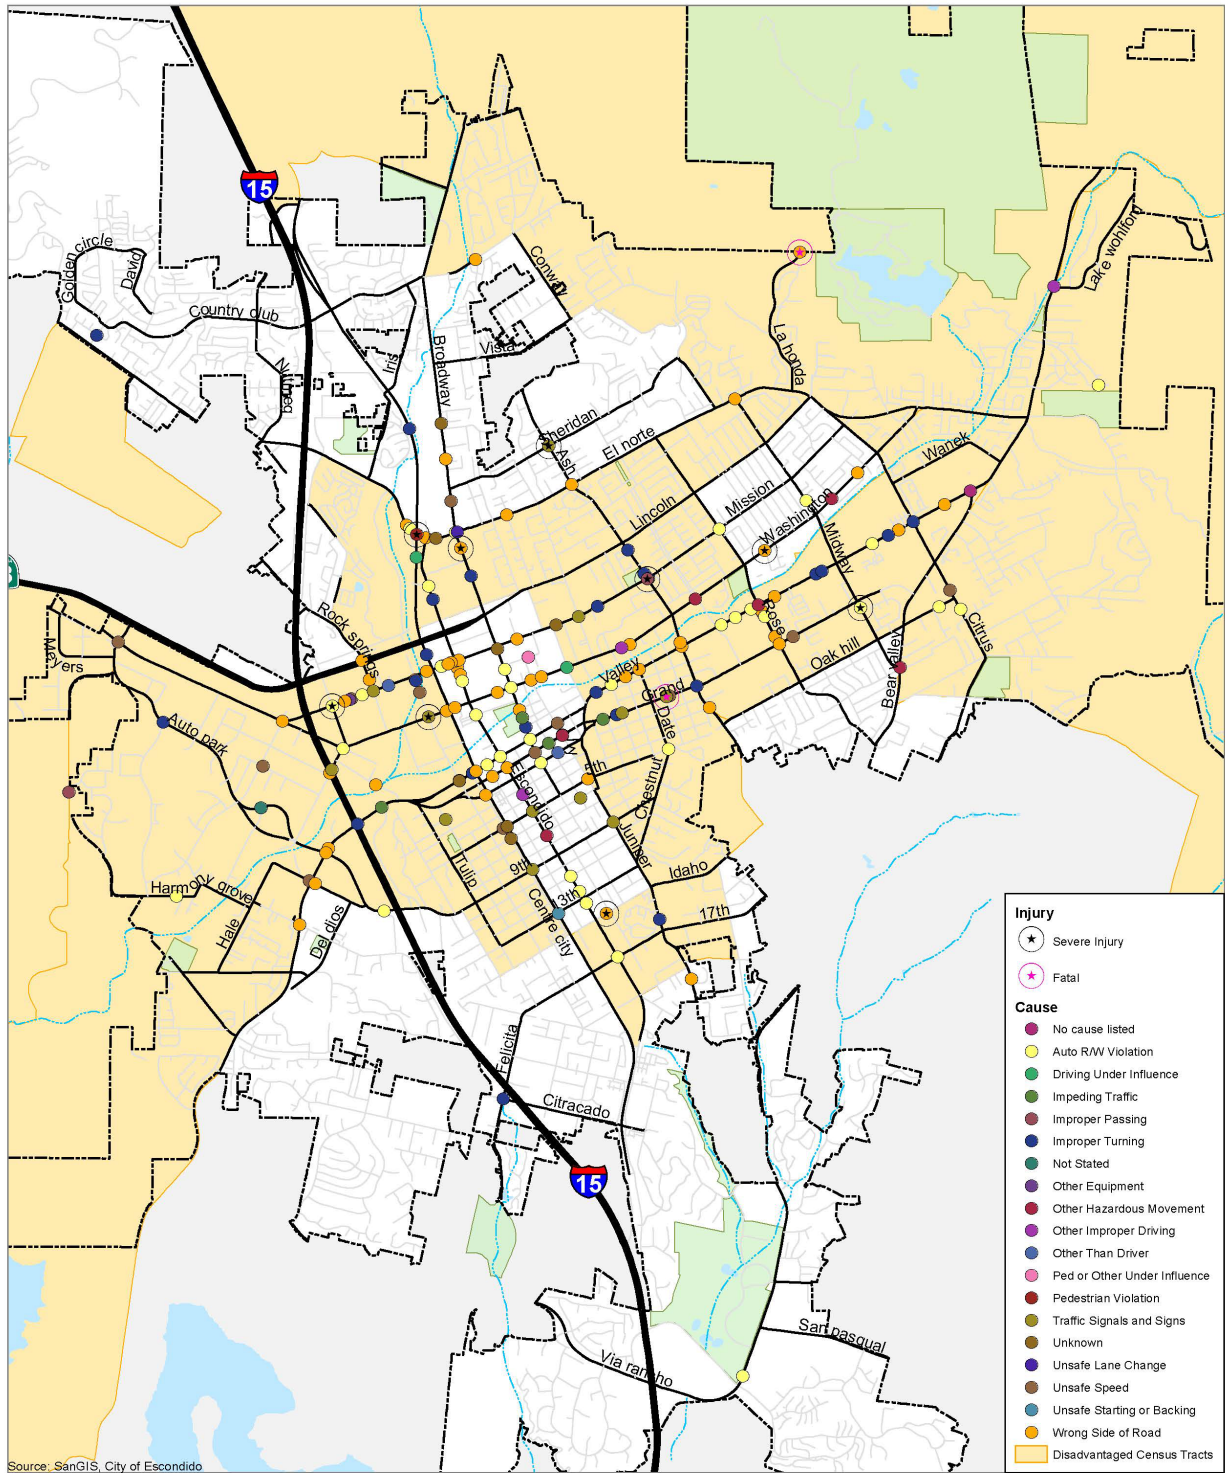 15
Conway
Golden circle
David
Lake wohlford
Country club
La honda
Broadway
Vista
Iris
Nutmeg
Sheridan
El norte
Ash
Wanek
Lincoln
Mission
Washington
Midway
Rock springs
Rose
Citrus
Meyers
Oak hill
Bear valley
Valley
Grand
Date
Auto park
5th
Escondido
Chestnut
Juniper
Tulip
9th
Idaho
Harmony grove
13th
17th
Hale
Del dios
Centre city
Felicita
Citracado
15
San pasqual
Via rancho
Injury
Severe Injury
Fatal
Cause
No cause listed
Auto R/W Violation
Driving Under Influence
Impeding Traffic
Improper Passing
Improper Turning
Not Stated
Other Equipment
Other Hazardous Movement
Other Improper Driving
Other Than Driver
Ped or Other Under Influence
Pedestrian Violation
Traffic Signals and Signs
Unknown
Unsafe Lane Change
Unsafe Speed
Unsafe Starting or Backing
Wrong Side of Road
Disadvantaged Census Tracts
Source: SanGIS, City of Escondido